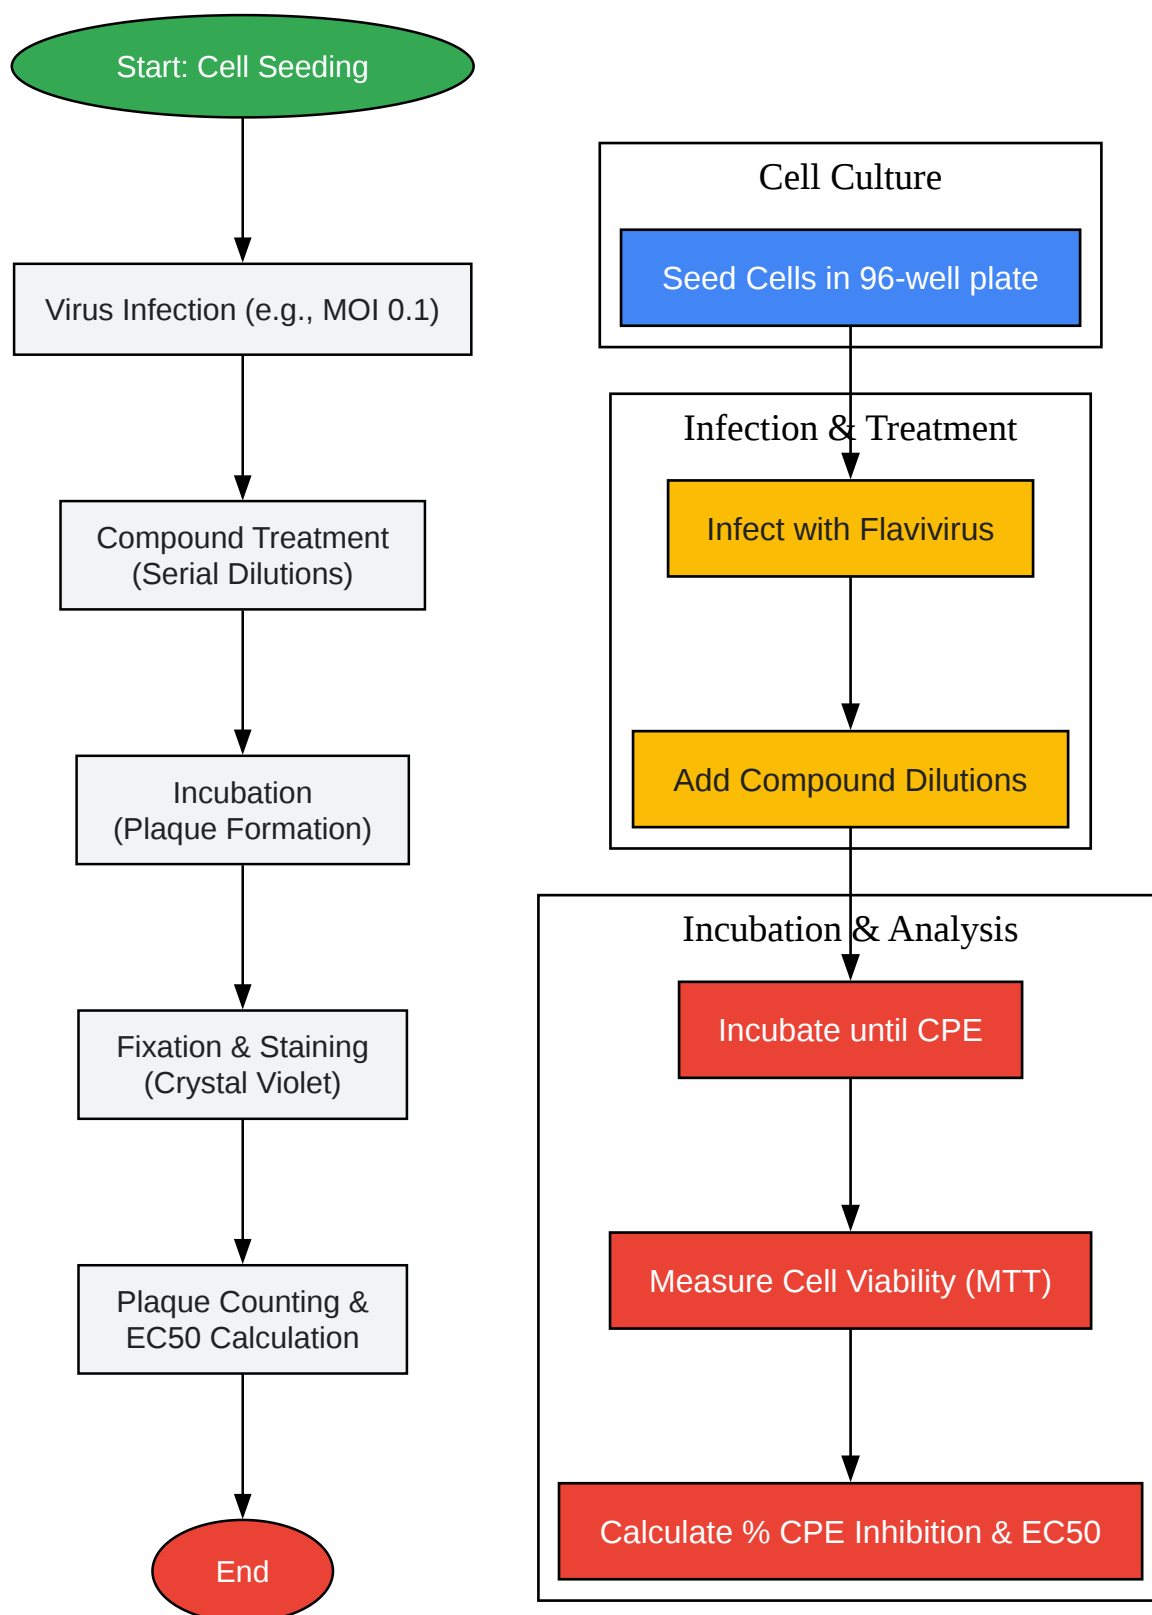 Start: Cell Seeding
Virus Infection (e.g., MOI 0.1)
Compound Treatment
(Serial Dilutions)
Incubation
(Plaque Formation)
Fixation & Staining
(Crystal Violet)
Plaque Counting &
EC50 Calculation
End
Cell Culture
Seed Cells in 96-well plate
Infection & Treatment
Infect with Flavivirus
Add Compound Dilutions
Incubation & Analysis
Incubate until CPE
Measure Cell Viability (MTT)
Calculate % CPE Inhibition & EC50